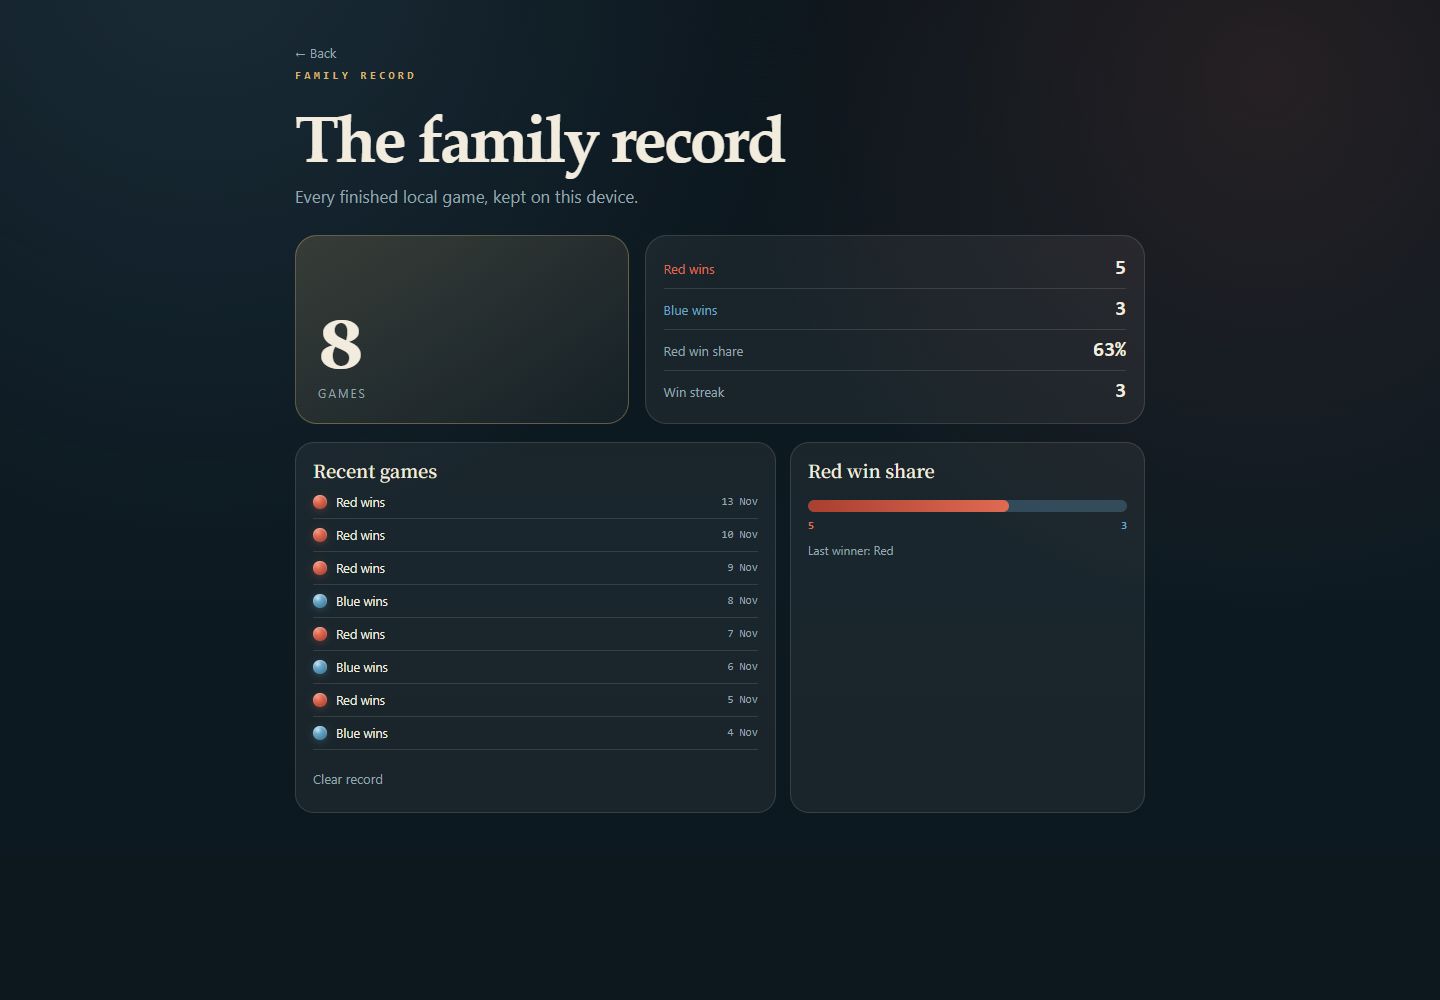 ← Back
FAMILY RECORD
The family record
Every finished local game, kept on this device.
8
GAMES
Red wins 5
Blue wins 3
Red win share 63%
Win streak 3
Recent games
Red wins 13 Nov
Red wins 10 Nov
Red wins 9 Nov
Blue wins 8 Nov
Red wins 7 Nov
Blue wins 6 Nov
Red wins 5 Nov
Blue wins 4 Nov
Clear record
Red win share
5 3
Last winner: Red